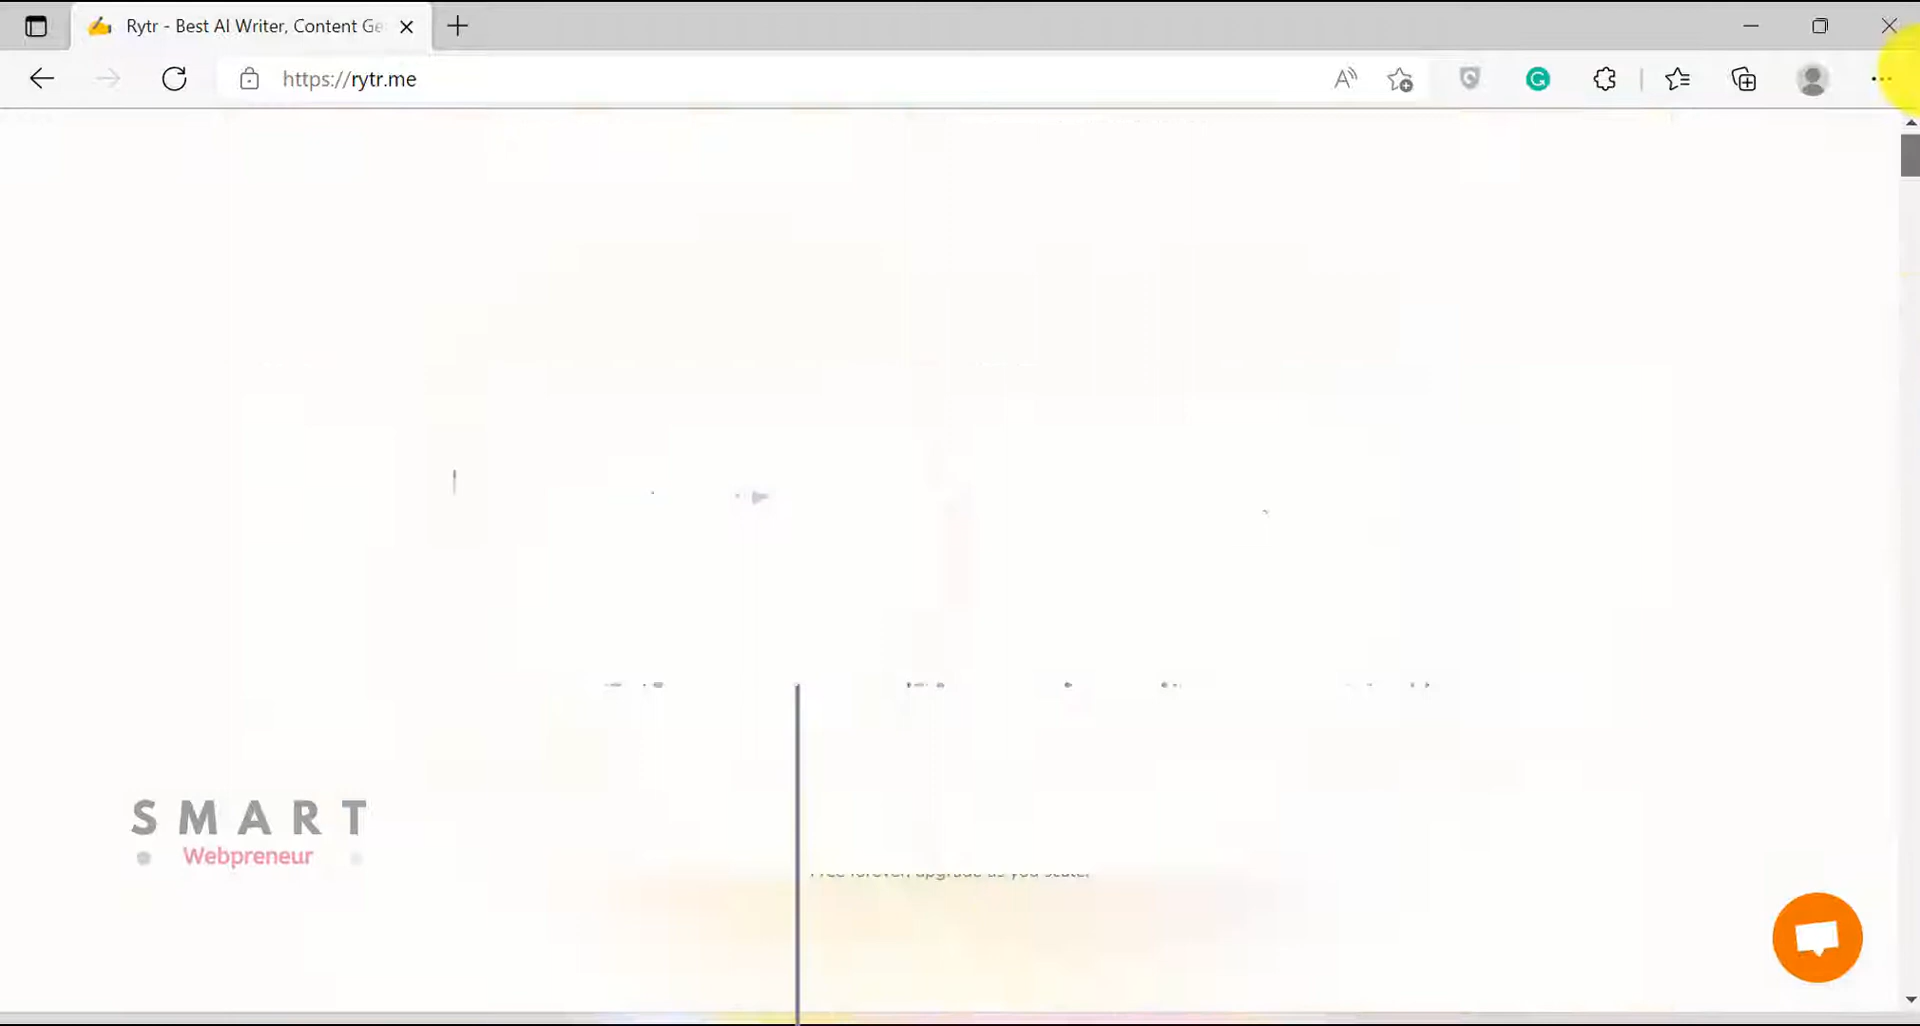 Rytr - Best AI Writer, Content Ge
https://rytr.me
SMART
Webpreneur